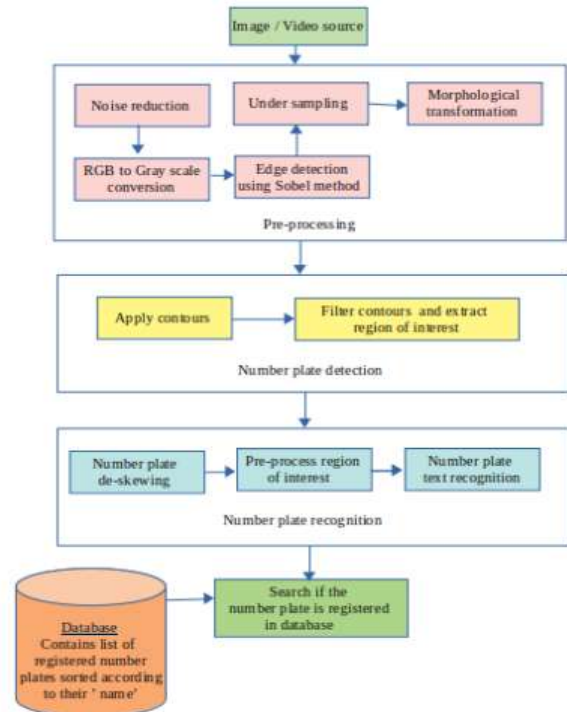 Image / Video source
Noise reduction
RGB to Gray scale
conversion
Edge detection
using Sobel method
Under sampling
Morphological
transformation
Pre-processing
Apply contours
Filter contours and extract
region of interest
Number plate detection
Number plate
de-skewing
Pre-process region
of interest
Number plate
text recognition
Number plate recognition
Search if the
number plate is registered
in database
Database
Contains list of
registered number
plates sorted according
to their ' name'